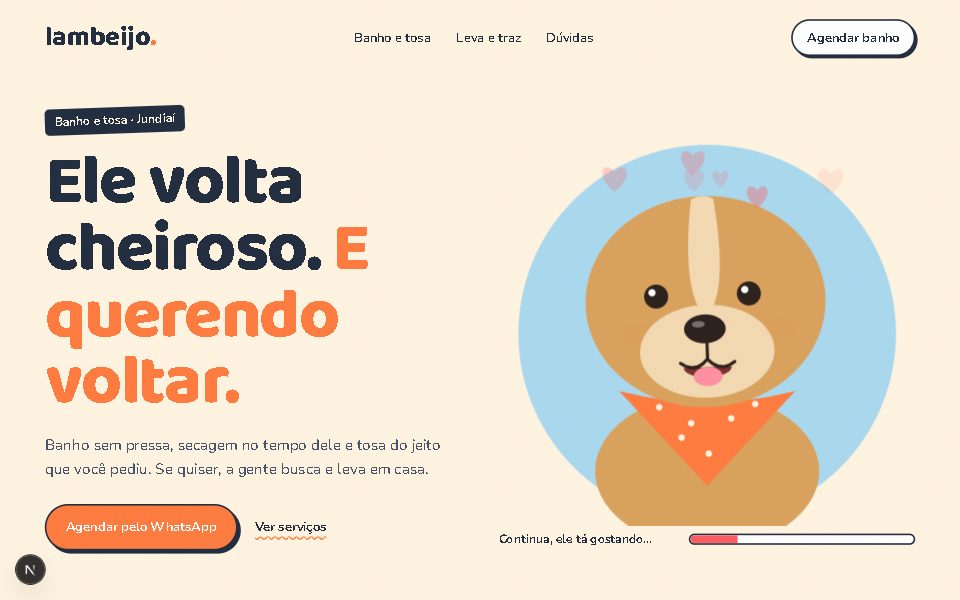 lambeijo.
Banho e tosa
Leva e traz
Dúvidas
Agendar banho
Banho e tosa · Jundiaí
Ele volta
cheiroso. E
querendo
voltar.
Banho sem pressa, secagem no tempo dele e tosa do jeito
que você pediu. Se quiser, a gente busca e leva em casa.
Agendar pelo WhatsApp
Ver serviços
Continua, ele tá gostando...
N